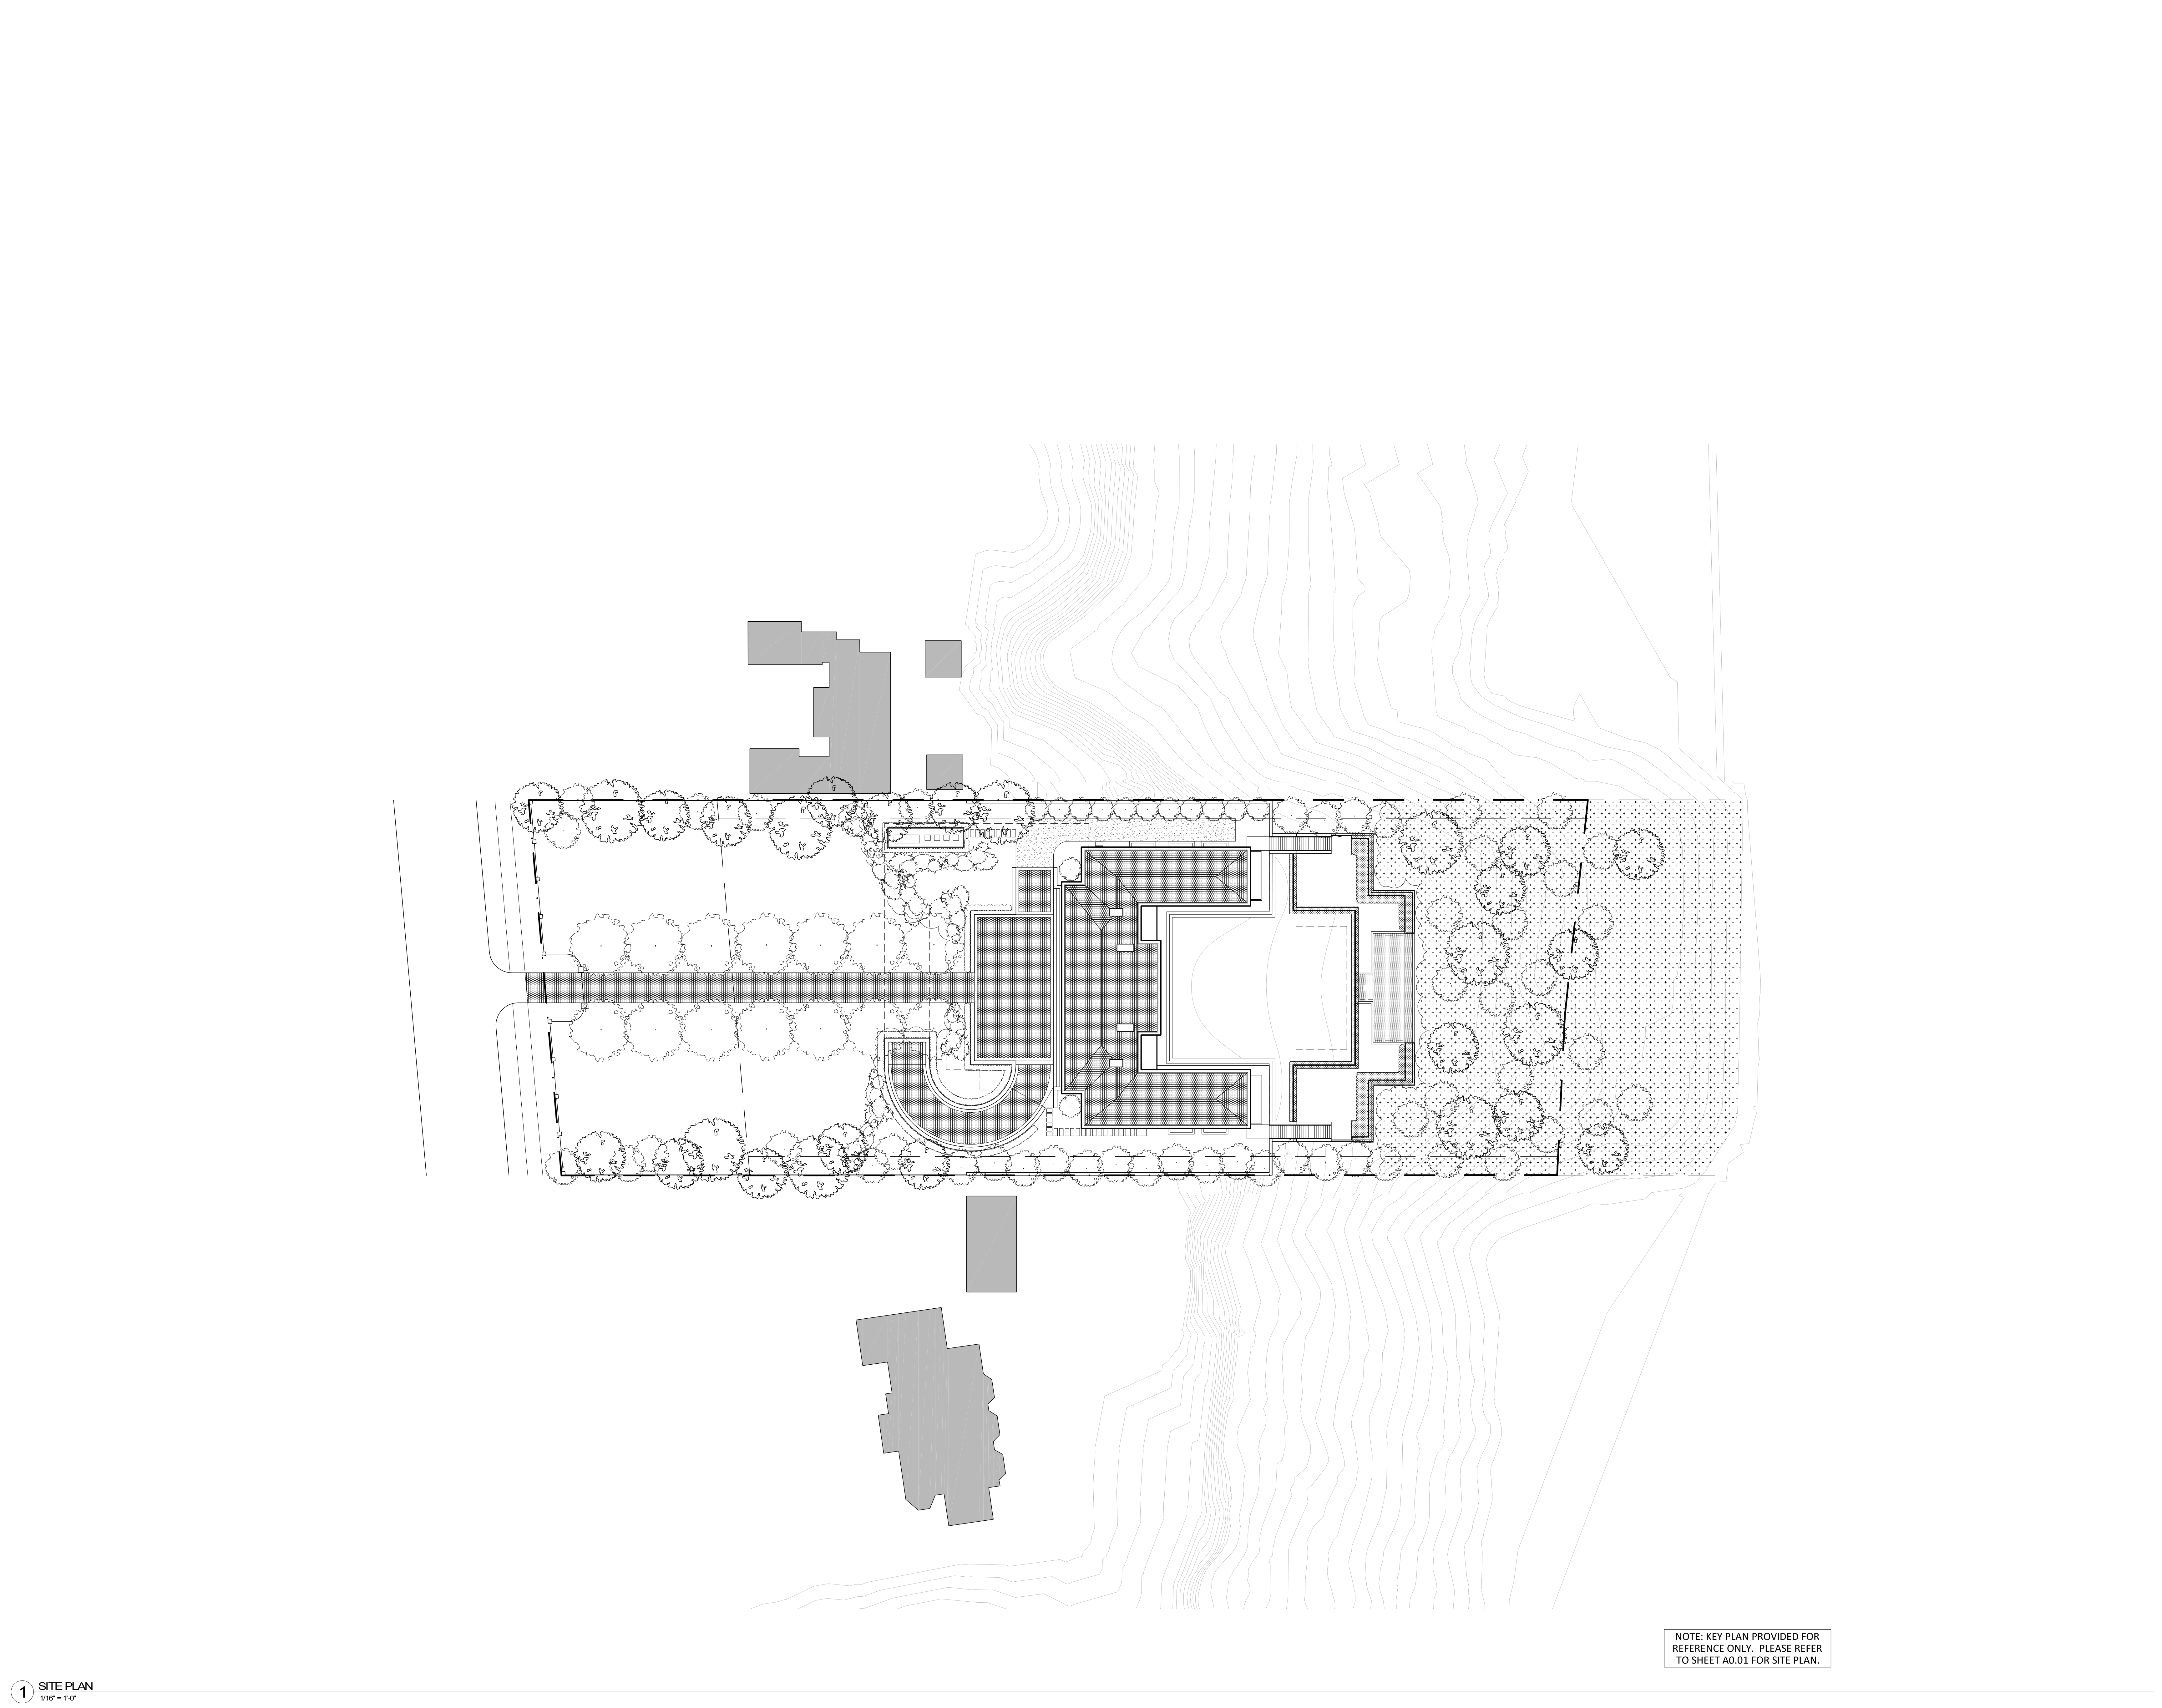 NOTE: KEY PLAN PROVIDED FOR
REFERENCE ONLY. PLEASE REFER
TO SHEET A0.01 FOR SITE PLAN.
1
SITE PLAN
1/16" = 1'-0"